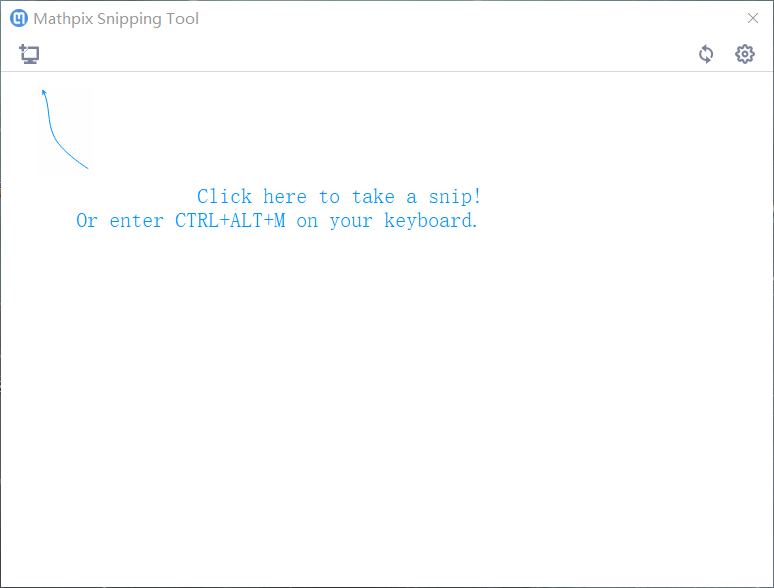 Mathpix Snipping Tool
Click here to take a snip!
Or enter CTRL+ALT+M on your keyboard.